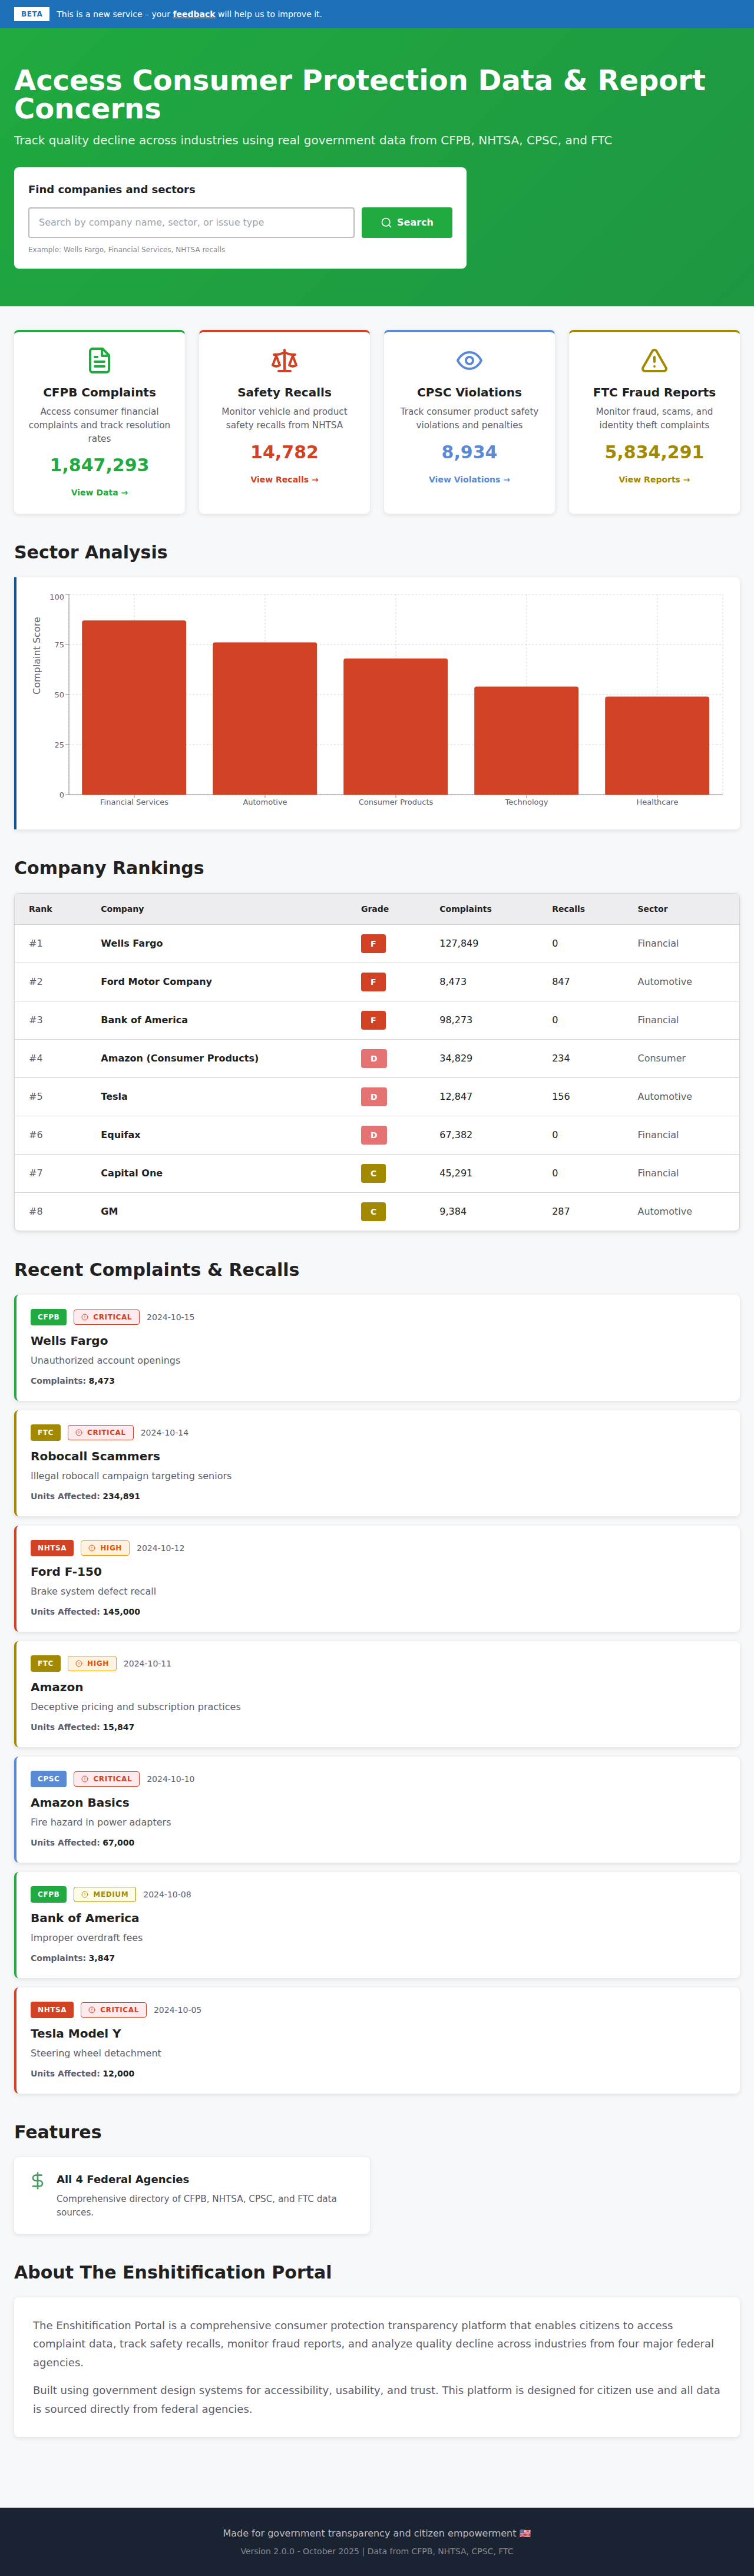 BETA This is a new service – your feedback will help us to improve it.
Access Consumer Protection Data & Report
Concerns
Track quality decline across industries using real government data from CFPB, NHTSA, CPSC, and FTC
Find companies and sectors
Search by company name, sector, or issue type
Search
Example: Wells Fargo, Financial Services, NHTSA recalls
CFPB Complaints
Access consumer financial
complaints and track resolution
rates
1,847,293
View Data →
Safety Recalls
Monitor vehicle and product
safety recalls from NHTSA
14,782
View Recalls →
CPSC Violations
Track consumer product safety
violations and penalties
8,934
View Violations →
FTC Fraud Reports
Monitor fraud, scams, and
identity theft complaints
5,834,291
View Reports →
Sector Analysis
Complaint Score
100
75
50
25
0
Financial Services Automotive Consumer Products Technology Healthcare
Company Rankings
Rank Company Grade Complaints Recalls Sector
#1 Wells Fargo F 127,849 0 Financial
#2 Ford Motor Company F 8,473 847 Automotive
#3 Bank of America F 98,273 0 Financial
#4 Amazon (Consumer Products) D 34,829 234 Consumer
#5 Tesla D 12,847 156 Automotive
#6 Equifax D 67,382 0 Financial
#7 Capital One C 45,291 0 Financial
#8 GM C 9,384 287 Automotive
Recent Complaints & Recalls
CFPB CRITICAL 2024-10-15
Wells Fargo
Unauthorized account openings
Complaints: 8,473
FTC CRITICAL 2024-10-14
Robocall Scammers
Illegal robocall campaign targeting seniors
Units Affected: 234,891
NHTSA HIGH 2024-10-12
Ford F-150
Brake system defect recall
Units Affected: 145,000
FTC HIGH 2024-10-11
Amazon
Deceptive pricing and subscription practices
Units Affected: 15,847
CPSC CRITICAL 2024-10-10
Amazon Basics
Fire hazard in power adapters
Units Affected: 67,000
CFPB MEDIUM 2024-10-08
Bank of America
Improper overdraft fees
Complaints: 3,847
NHTSA CRITICAL 2024-10-05
Tesla Model Y
Steering wheel detachment
Units Affected: 12,000
Features
All 4 Federal Agencies
Comprehensive directory of CFPB, NHTSA, CPSC, and FTC data
sources.
About The Enshitification Portal
The Enshitification Portal is a comprehensive consumer protection transparency platform that enables citizens to access
complaint data, track safety recalls, monitor fraud reports, and analyze quality decline across industries from four major federal
agencies.
Built using government design systems for accessibility, usability, and trust. This platform is designed for citizen use and all data
is sourced directly from federal agencies.
Made for government transparency and citizen empowerment 🇺🇸
Version 2.0.0 - October 2025 | Data from CFPB, NHTSA, CPSC, FTC